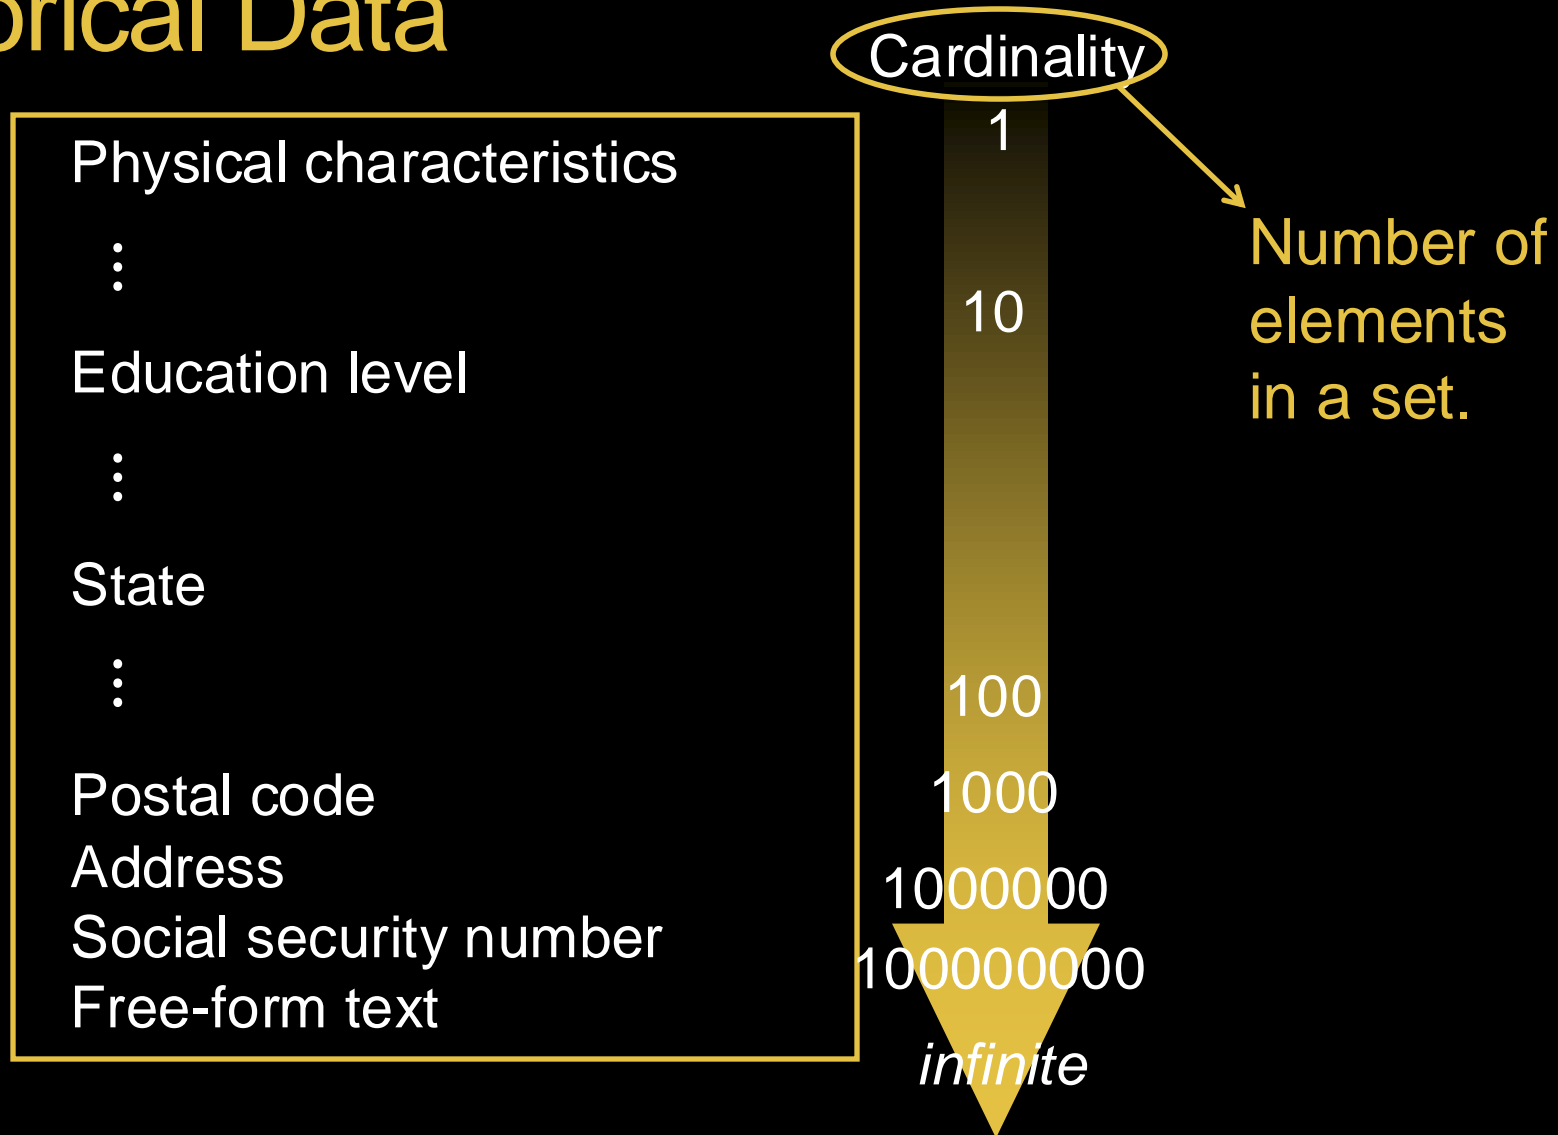 orical Data
Cardinality
1
Physical characteristics
⋮
10
Number of
elements
in a set.
Education level
⋮
State
⋮
100
Postal code
1000
Address
1000000
Social security number
100000000
Free-form text
infinite